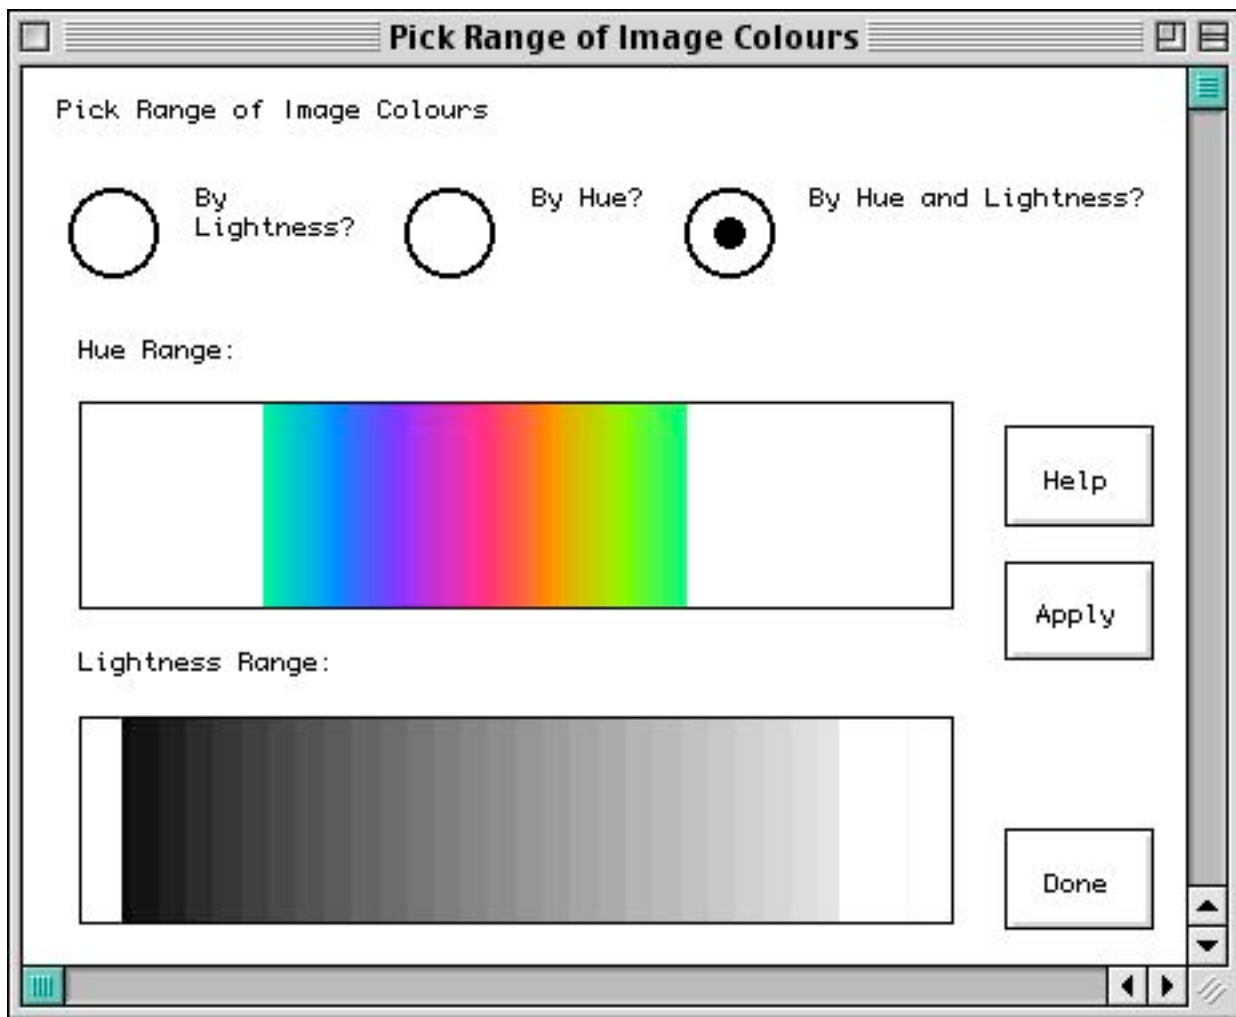 Pick Range of Image Colours
Pick Range of Image Colours
By
Lightness?
By Hue?
By Hue and Lightness?
Hue Range:
Help
Apply
Lightness Range:
Done